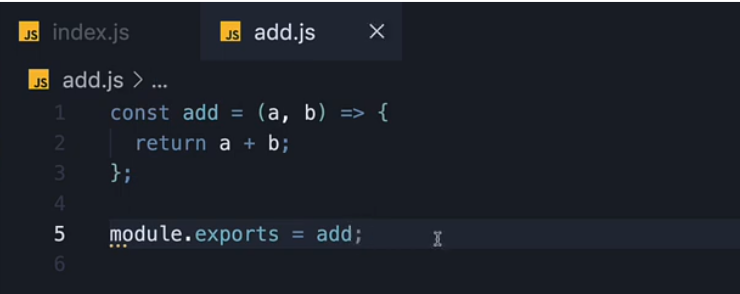 JS index.js JS add.js ×
JS add.js > ...
1 const add = (a, b) => {
2 return a + b;
3 };
4
5 module.exports = add;
6